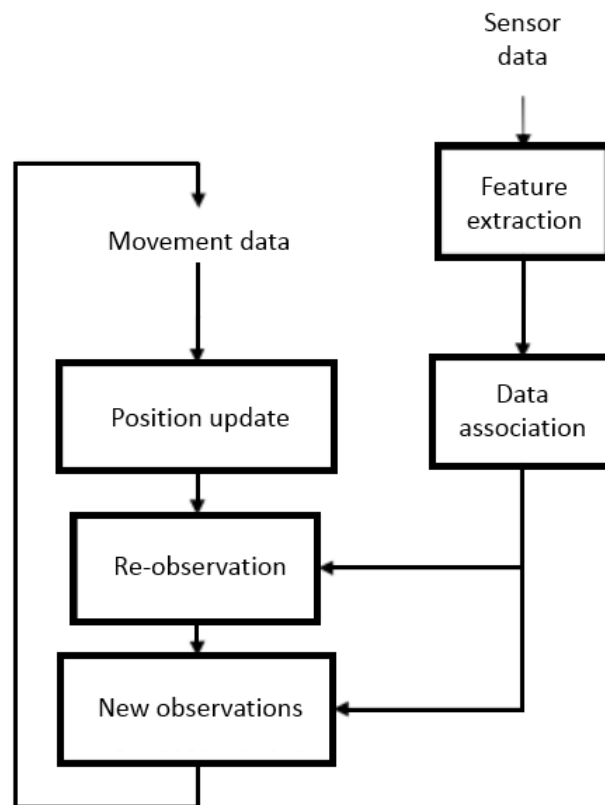 Sensor
data
Feature
extraction
Movement data
Data
association
Position update
Re-observation
New observations